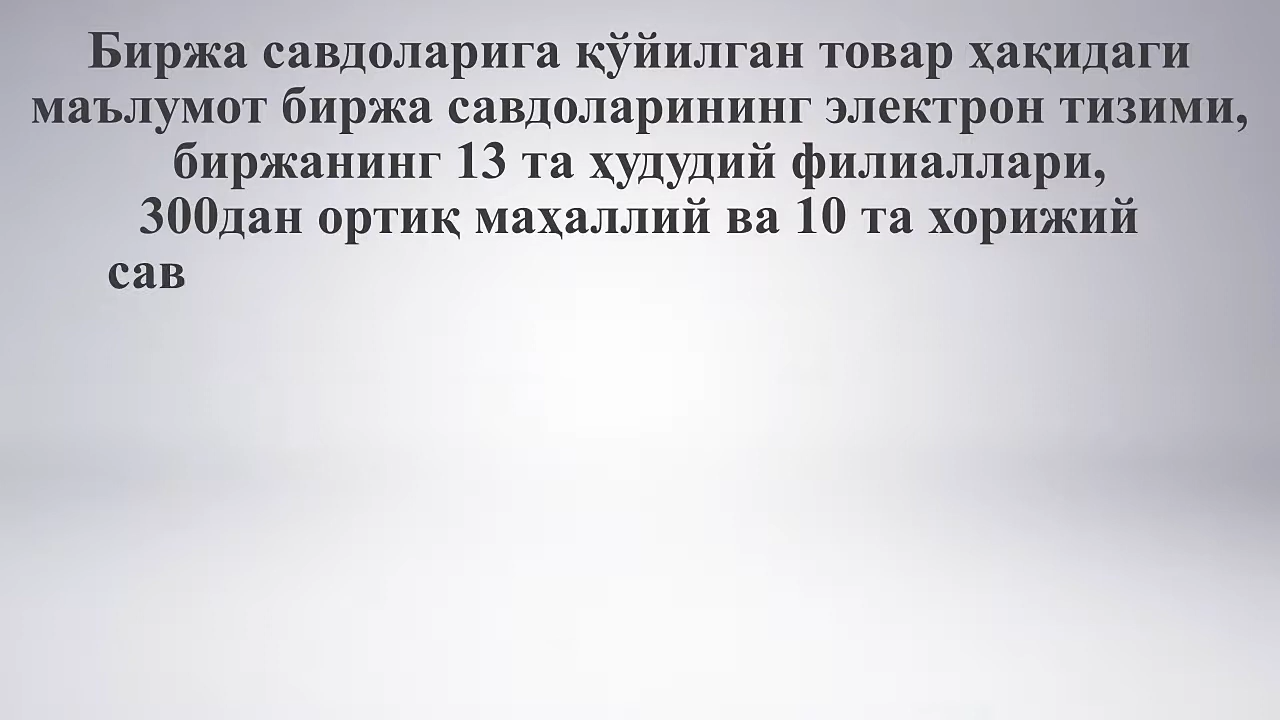 Биржа савдоларига қўйилган товар ҳақидаги
маълумот биржа савдоларининг электрон тизими,
биржанинг 13 та ҳудудий филиаллари,
300дан ортиқ маҳаллий ва 10 та хорижий
сав